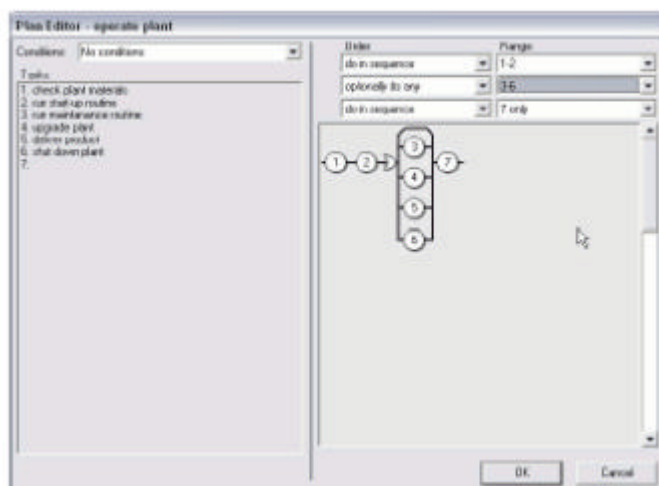 Plan Editor - operate plant
Conditions: No conditions
Tasks:
1. check plant materials
2. run start-up routine
3. run maintenance routine
4. upgrade plant
5. deliver product
6. shut down plant
7.
Order Range
do in sequence 1-2
optionally do any 3-6
do in sequence 7 only
1 2 3 7
4
5
6
OK Cancel